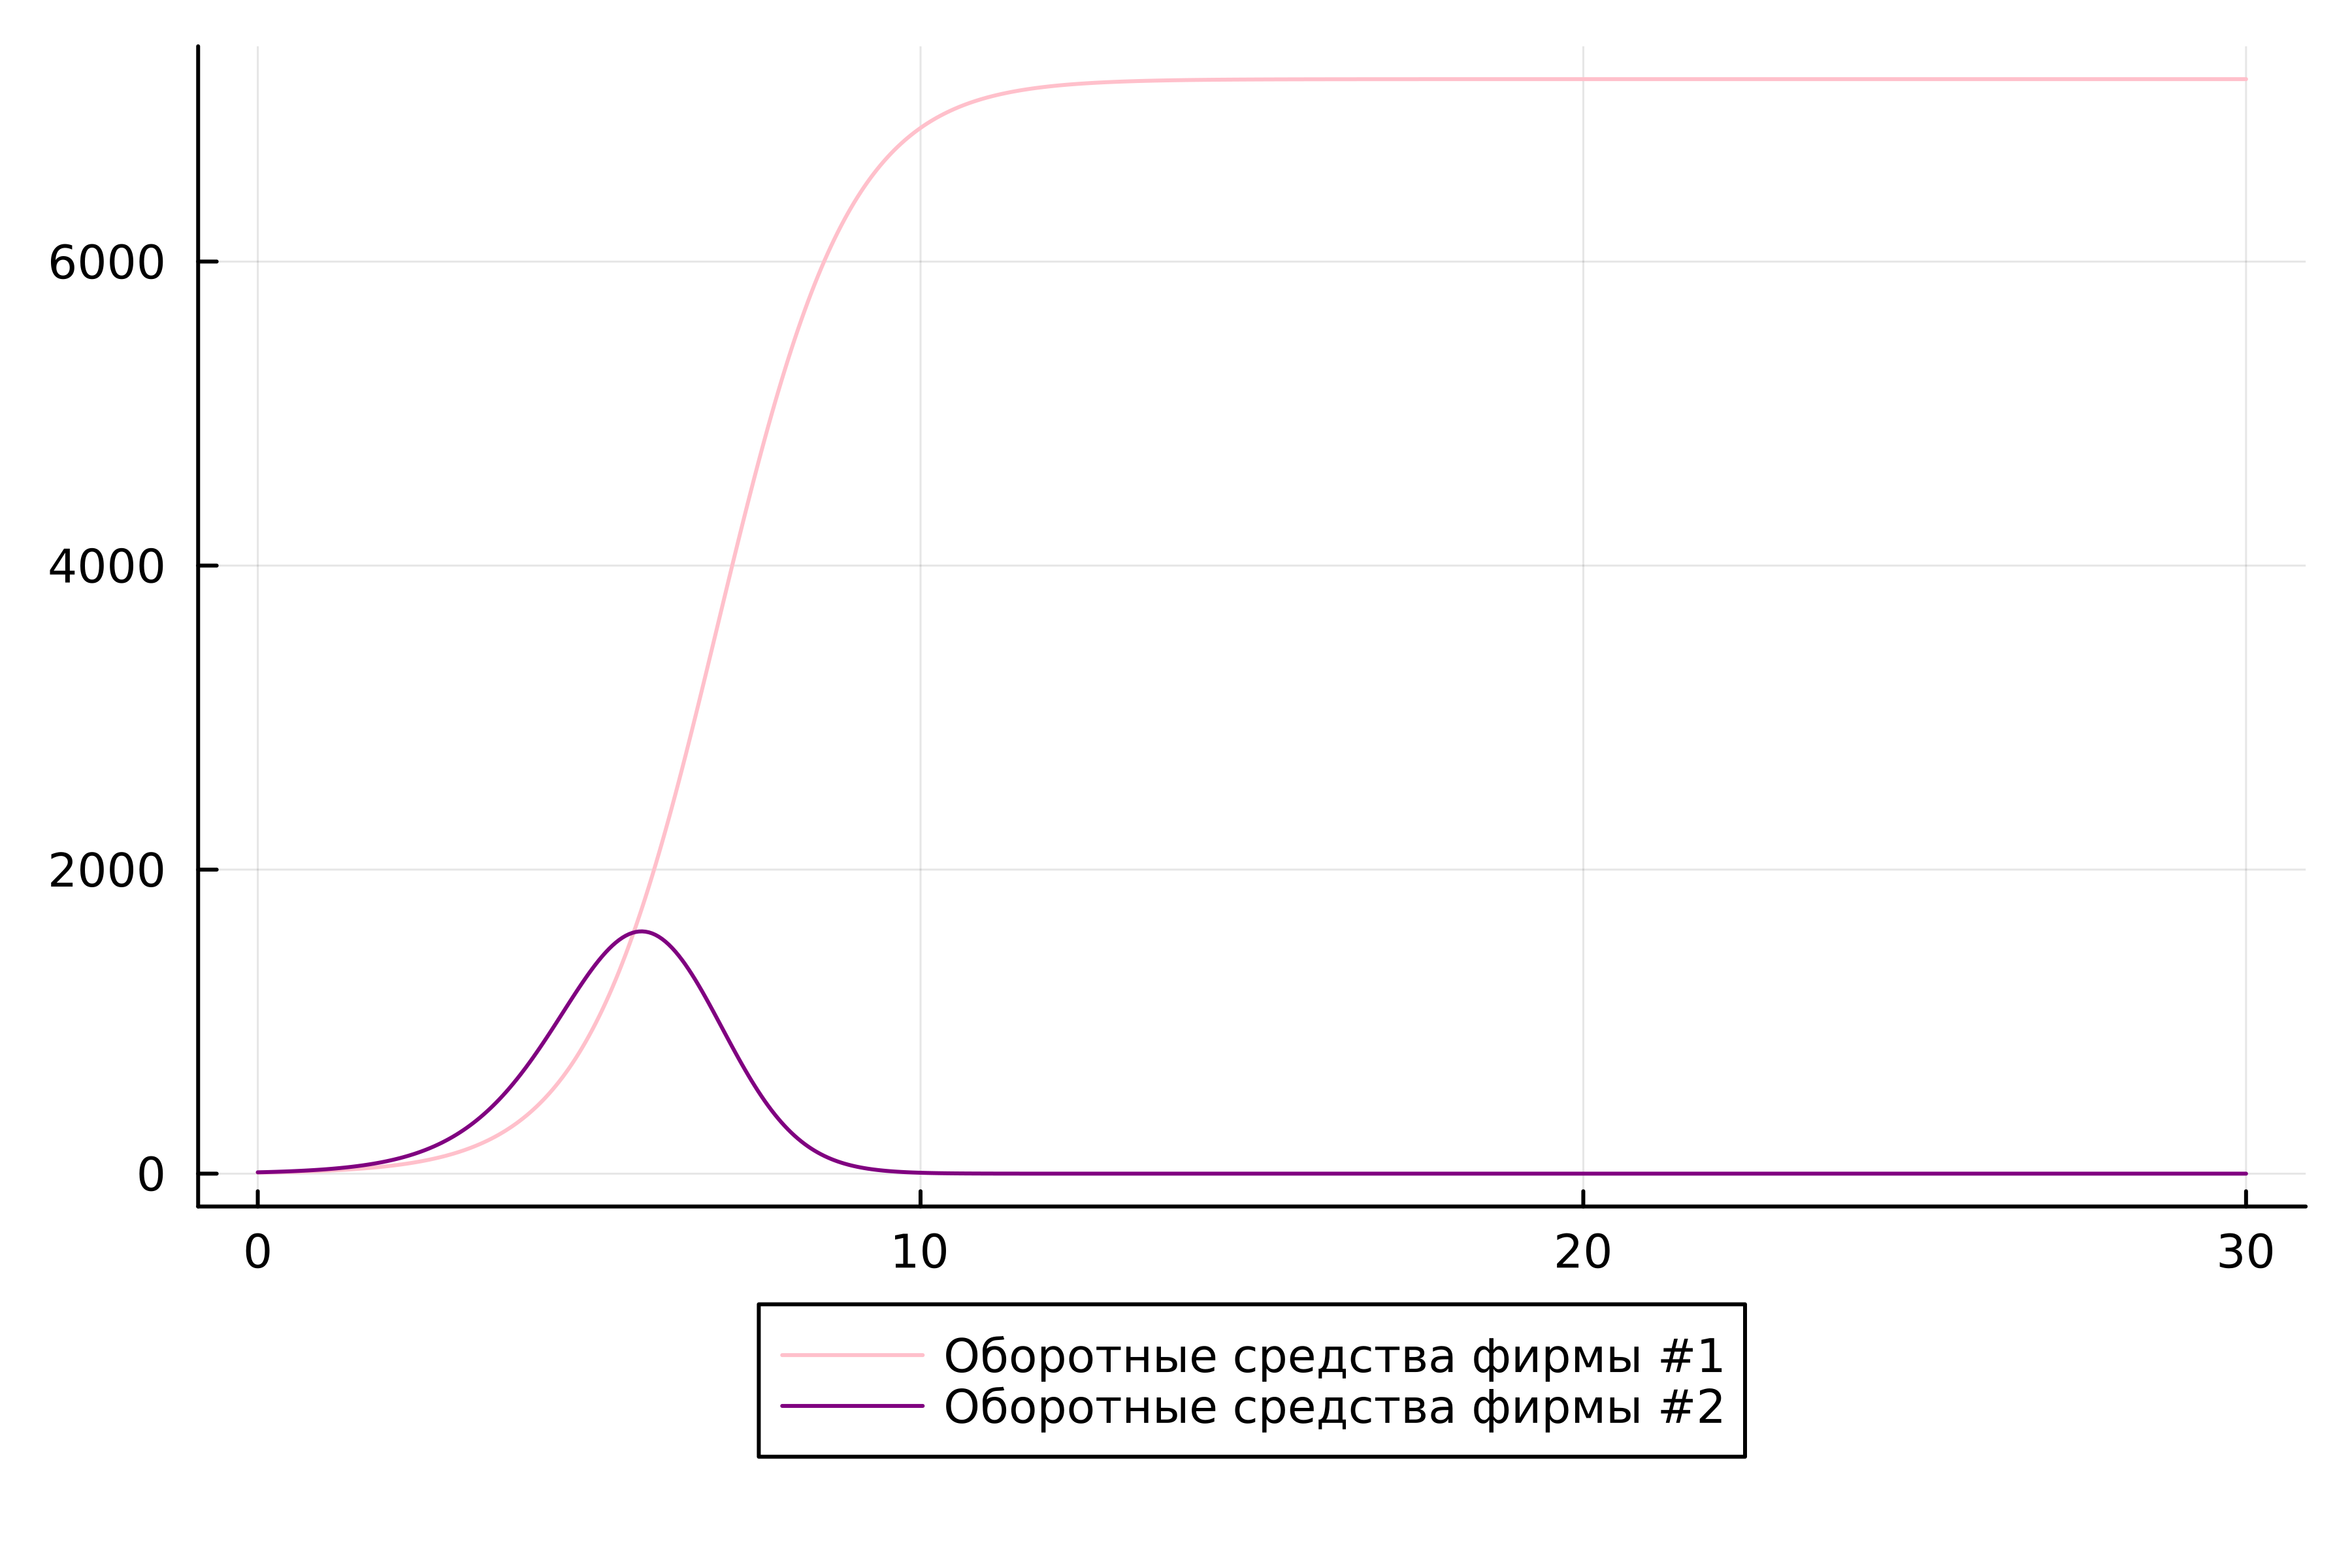 6000
4000
2000
0
0 10 20 30
Оборотные средства фирмы #1
Оборотные средства фирмы #2